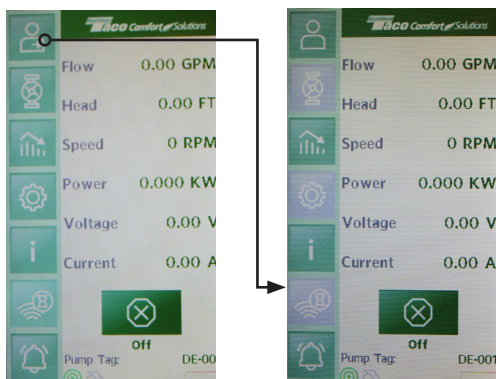 Taco Comfort Solutions
Flow 0.00 GPM
Head 0.00 FT
Speed 0 RPM
Power 0.000 KW
Voltage 0.00 V
Current 0.00 A
Off
Pump Tag: DE-00
Taco Comfort Solutions
Flow 0.00 GPM
Head 0.00 FT
Speed 0 RPM
Power 0.000 KW
Voltage 0.00 V
Current 0.00 A
Off
Pump Tag: DE-001